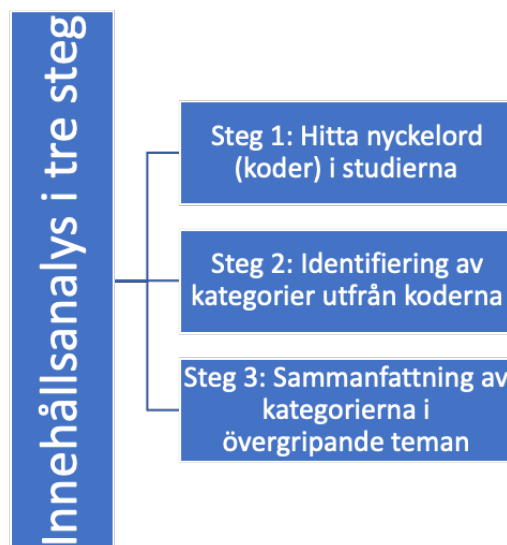 Innehållsanalys i tre steg
Steg 1: Hitta nyckelord
(koder) i studierna
Steg 2: Identifiering av
kategorier utfrån koderna
Steg 3: Sammanfattning av
kategorierna i
övergripande teman